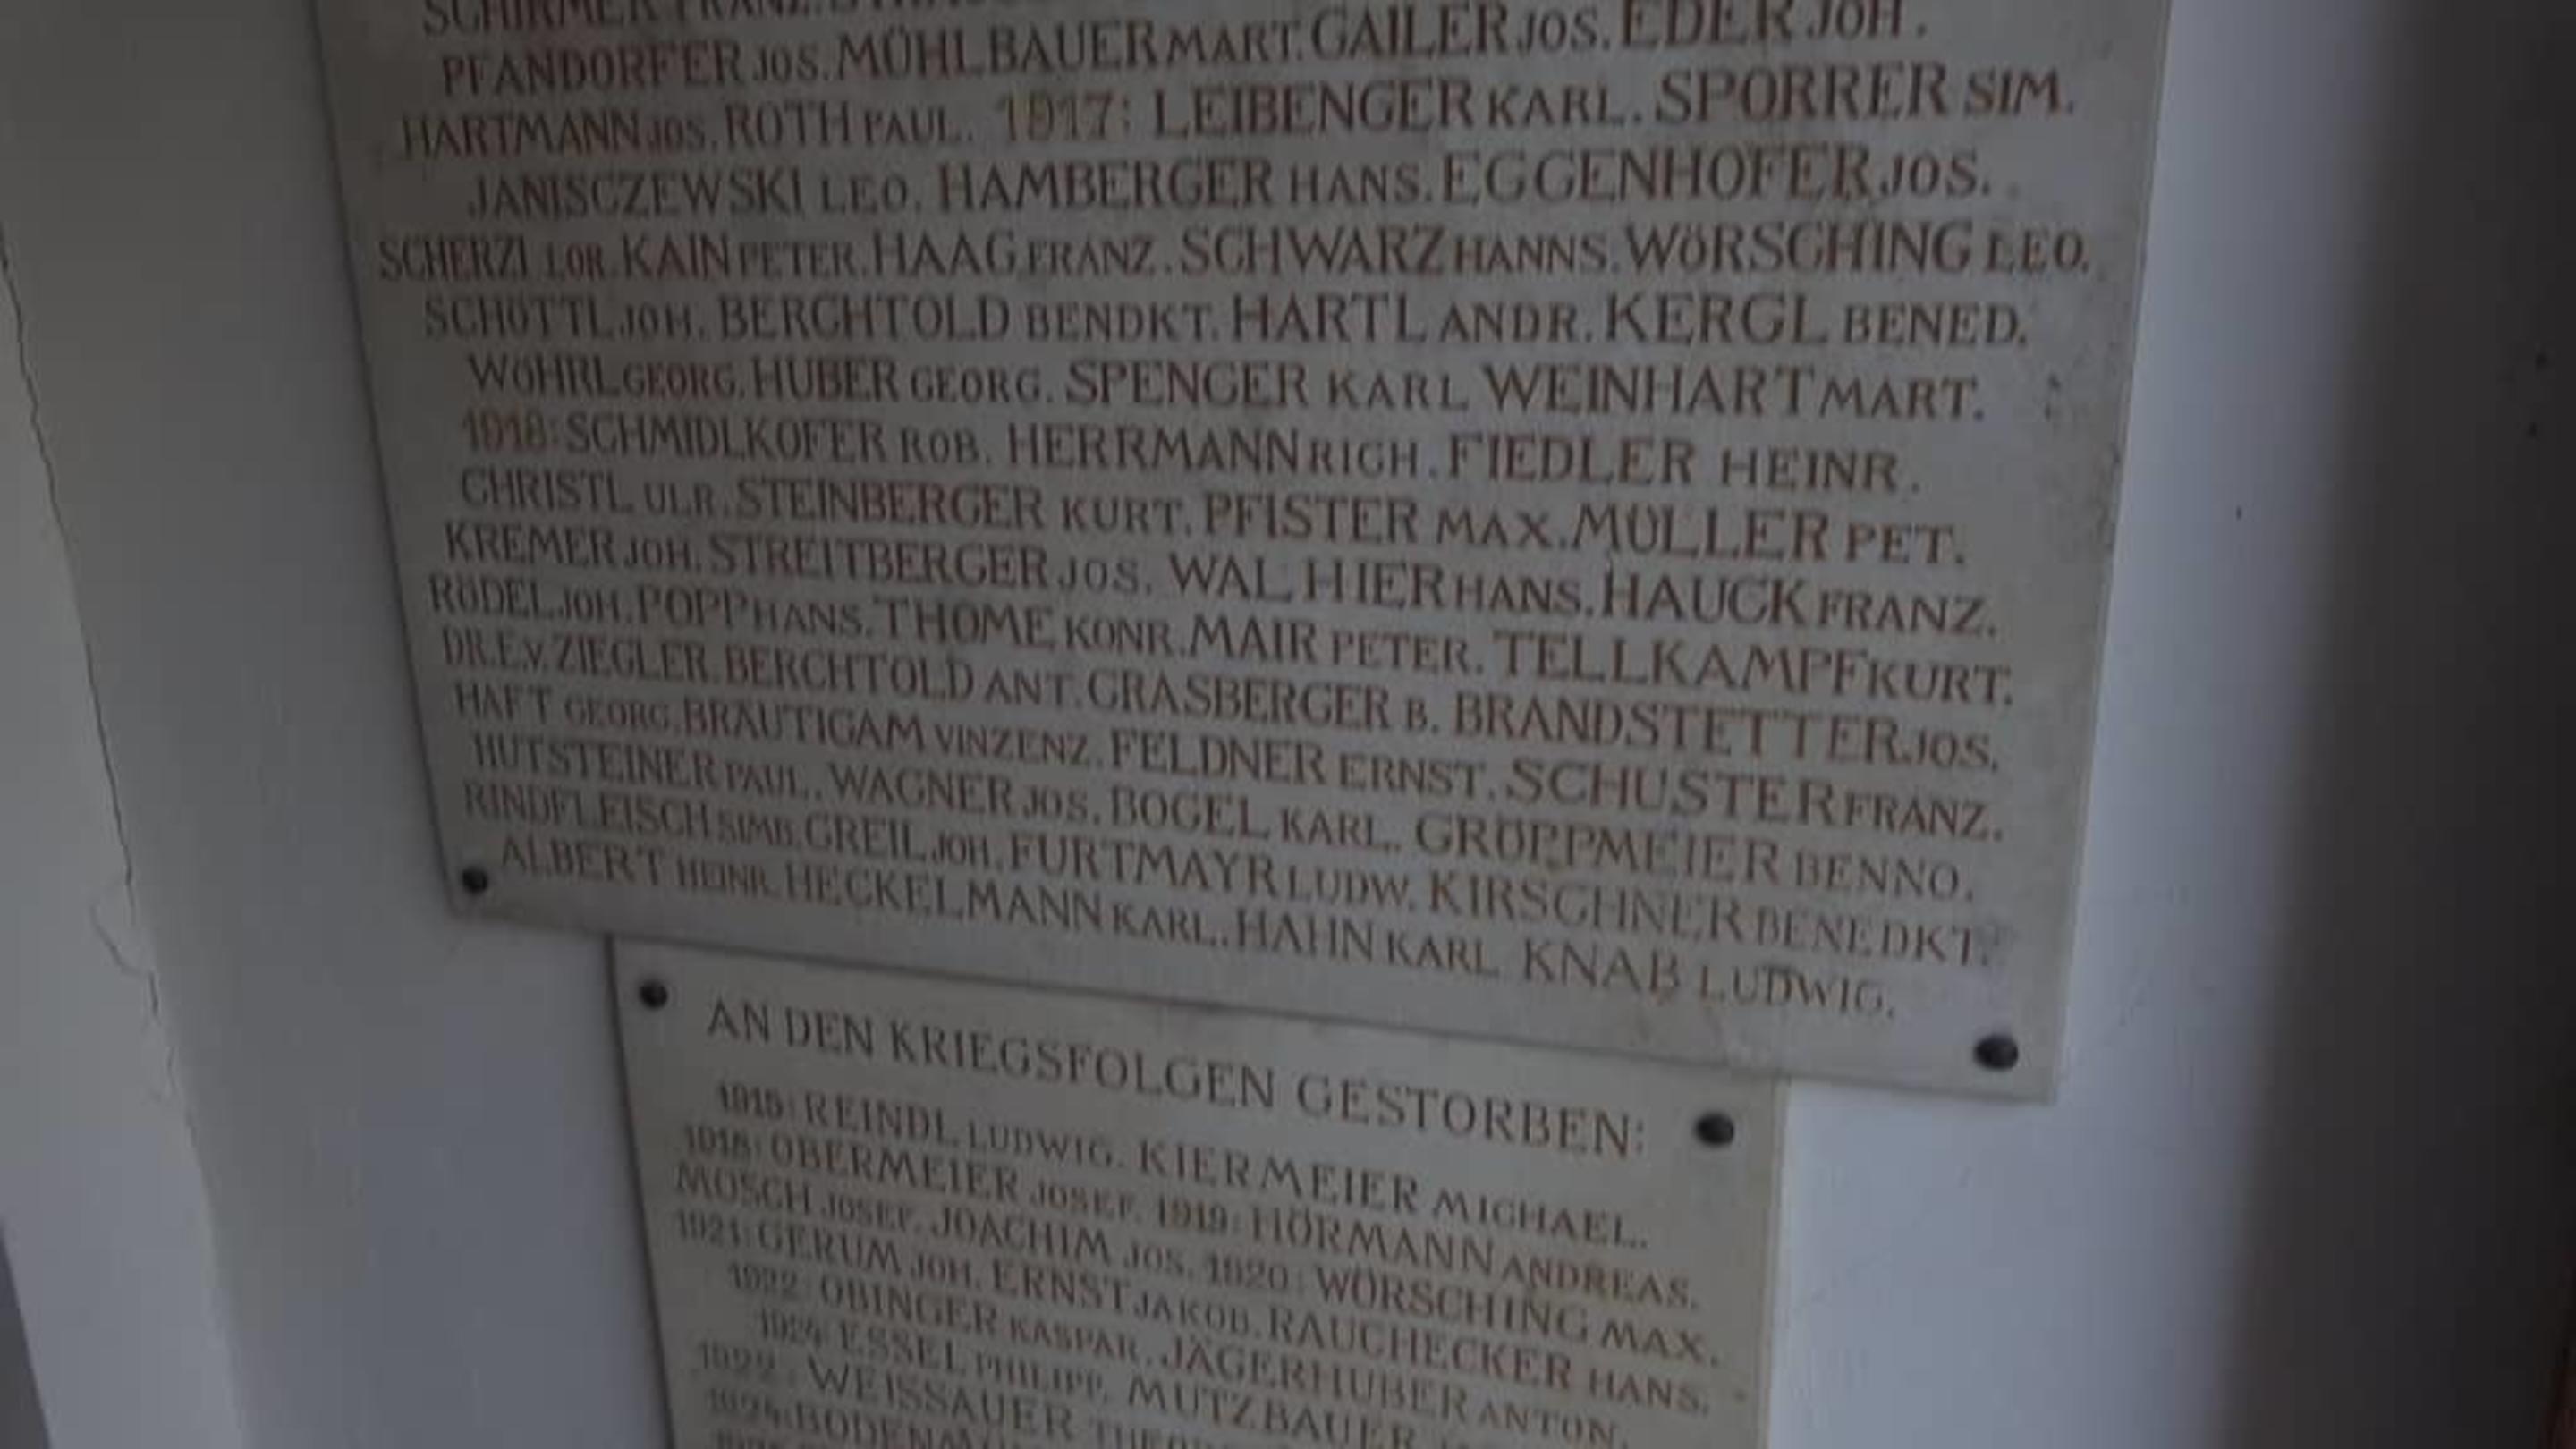 SCHIRMER FRANZ.
PFANDORFER JOS. MÜHLBAUER MART. GAILER JOS. EDER JOH.
HARTMANN JOS. ROTH PAUL. 1917: LEIBENGER KARL. SPORRER SIM.
JANISCZEWSKI LEO. HAMBERGER HANS. EGGENHOFER JOS.
SCHERZL LOR. KAIN PETER. HAAG FRANZ. SCHWARZ HANNS. WÖRSCHING LEO.
SCHÖTTL JOH. BERCHTOLD BENDKT. HARTL ANDR. KERGL BENED.
WÖHRL GEORG. HUBER GEORG. SPENGER KARL WEINHART MART.
1918: SCHMIDLKOFER ROB. HERRMANN RICH. FIEDLER HEINR.
CHRISTL ULR. STEINBERGER KURT. PFISTER MAX. MÜLLER PET.
KREMER JOH. STREITBERGER JOS. WALHIER HANS. HAUCK FRANZ.
RÖDEL JOH. POPP HANS. THOME KONR. MAIR PETER. TELLKAMPF KURT.
DR. E.V. ZIEGLER. BERCHTOLD ANT. GRASBERGER B. BRANDSTETTER JOS.
HAFT GEORG. BRÄUTIGAM VINZENZ. FELDNER ERNST. SCHUSTER FRANZ.
HUTSTEINER PAUL. WAGNER JOS. BOGEL KARL. GRÖPPMEIER BENNO.
RINDFLEISCH SIMB. GREIL JOH. FURTMAYR LUDW. KIRSCHNER BENEDKT.
ALBERT HEINR. HECKELMANN KARL. HAHN KARL KNAB LUDWIG.
AN DEN KRIEGSFOLGEN GESTORBEN:
REINDL LUDWIG. KIERMEIER MICHAEL.
1918: OBERMEIER JOSEF. 1919: HÖRMANN ANDREAS.
MOSCH JOSEF. JOACHIM JOS. 1920: WÖRSCHING MAX.
1921: GERUM JOH. ERNST JAKOB. RAUCHECKER HANS.
1922: OBINGER KASPAR. JÄGERHUBER ANTON.
1924: ESSEL PHILIPP. MUTZBAUER
1922: WEISSAUER
1924: